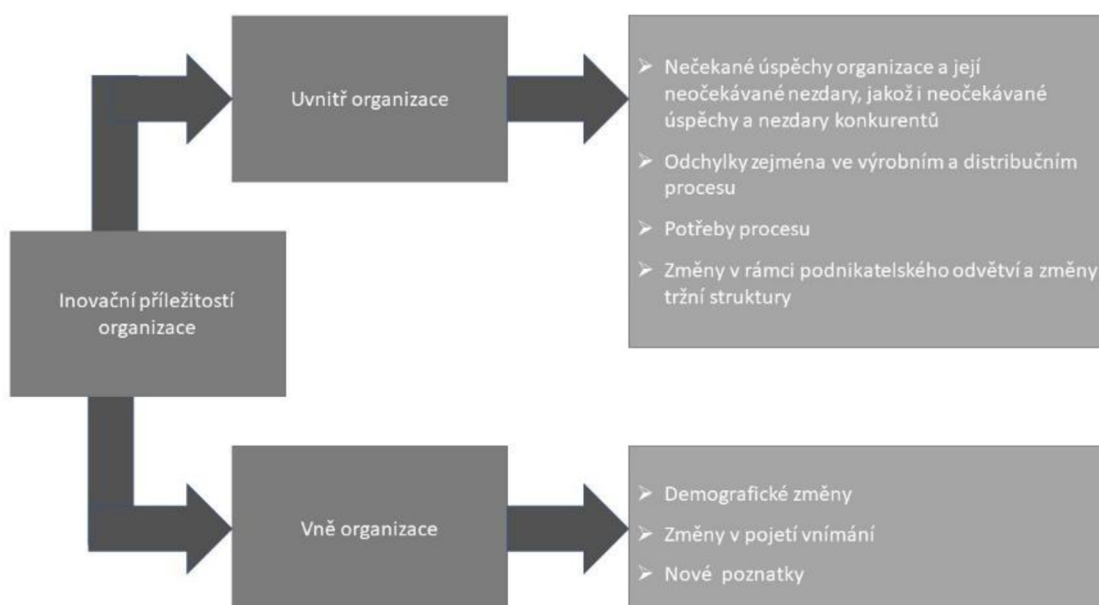 Uvnitř organizace
➢ Nečekané úspěchy organizace a její
neočekávané nezdary, jakož i neočekávané
úspěchy a nezdary konkurentů
➢ Odchylky zejména ve výrobním a distribučním
procesu
➢ Potřeby procesu
➢ Změny v rámci podnikatelského odvětví a změny
tržní struktury
Inovační příležitostí
organizace
Vně organizace
➢ Demografické změny
➢ Změny v pojetí vnímání
➢ Nové poznatky